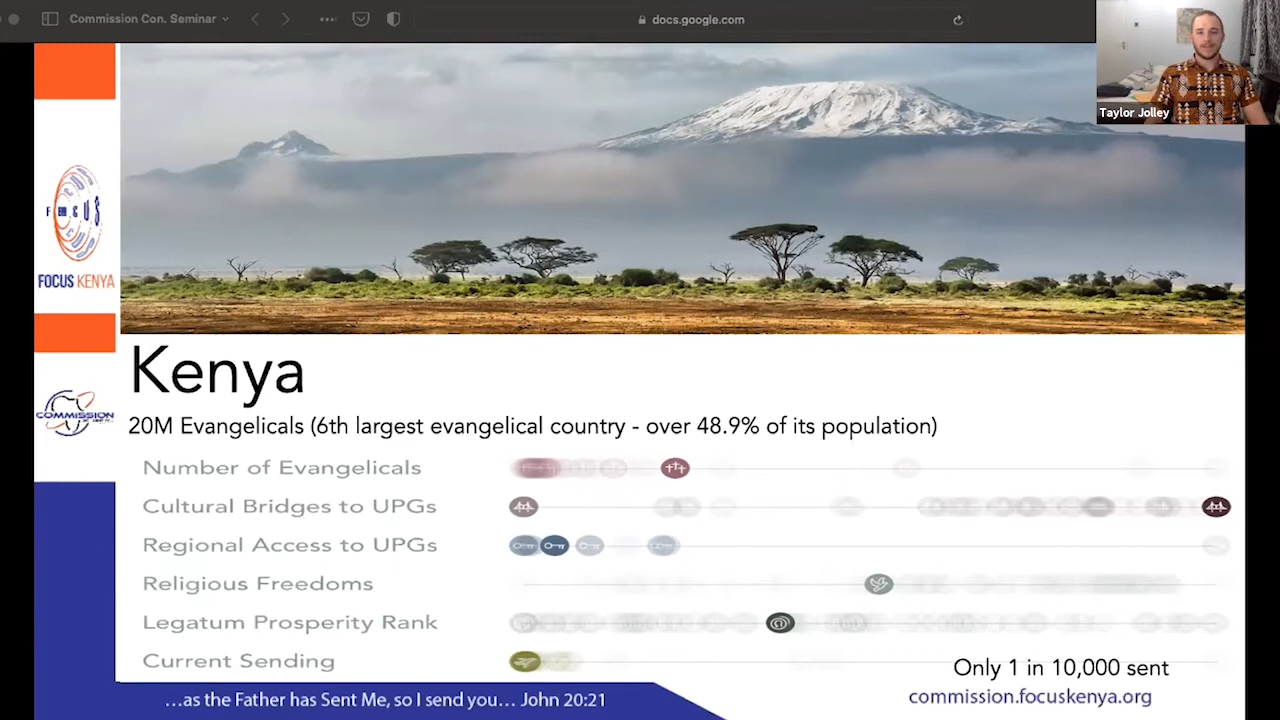 Commission Con. Seminar
docs.google.com
Taylor Jolley
FOCUS
FOCUS KENYA
COMMISSION
Kenya
20M Evangelicals (6th largest evangelical country - over 48.9% of its population)
Number of Evangelicals
Cultural Bridges to UPGs
Regional Access to UPGs
Religious Freedoms
Legatum Prosperity Rank
Current Sending
Only 1 in 10,000 sent
...as the Father has Sent Me, so I send you... John 20:21
commission.focuskenya.org